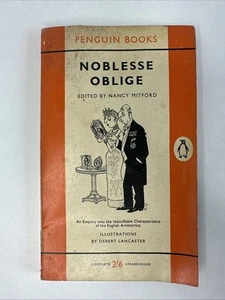 PENGUIN BOOKS
NOBLESSE
OBLIGE
EDITED BY NANCY MITFORD
An Enquiry into the Identifiable Characteristics
of the English Aristocracy
ILLUSTRATIONS
BY OSBERT LANCASTER
COMPLETE 2/6 UNABRIDGED